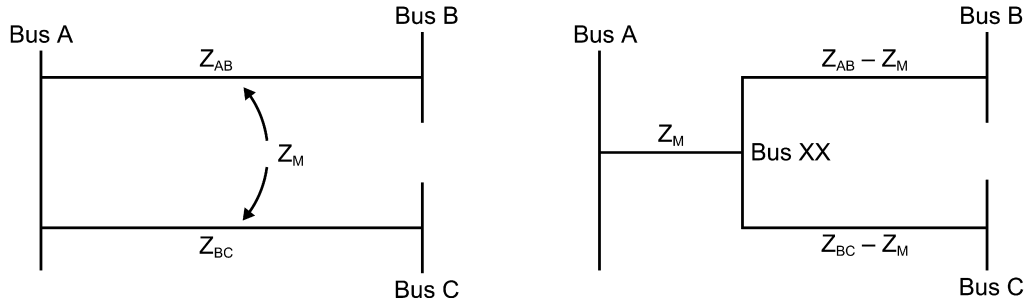 Bus A
Bus B
Z_AB
Z_M
Z_BC
Bus C
Bus A
Bus B
Z_AB – Z_M
Z_M
Bus XX
Z_BC – Z_M
Bus C